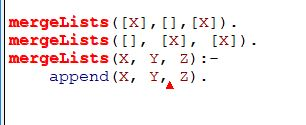 mergeLists([X],[],[X]).
mergeLists([], [X], [X]).
mergeLists(X, Y, Z):-
    append(X, Y, Z).